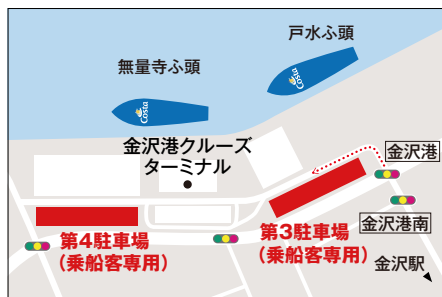 戸水ふ頭
無量寺ふ頭
Costa
Costa
金沢港クルーズ
ターミナル
金沢港
金沢港南
第3駐車場
(乗船客専用)
第4駐車場
(乗船客専用)
金沢駅